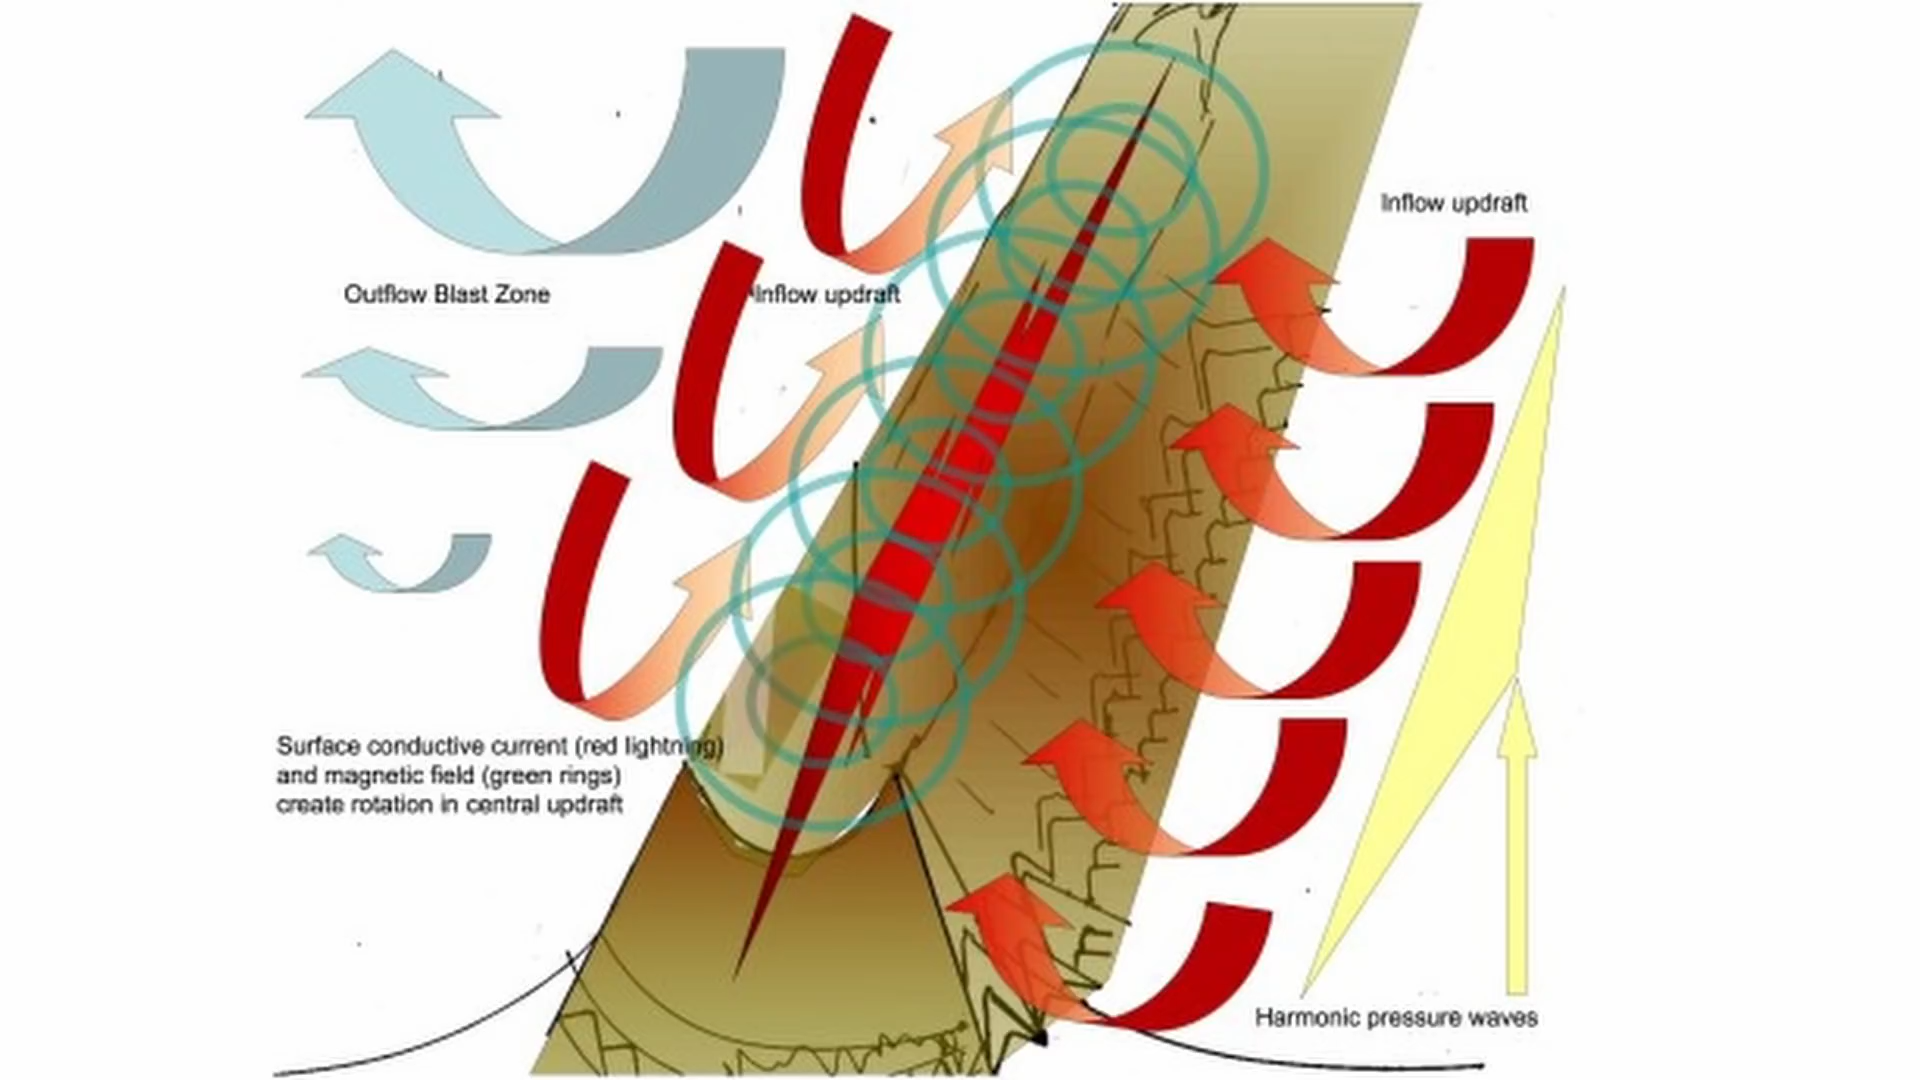 Inflow updraft
Outflow Blast Zone
Inflow updraft
Surface conductive current (red lightning)
and magnetic field (green rings)
create rotation in central updraft
Harmonic pressure waves